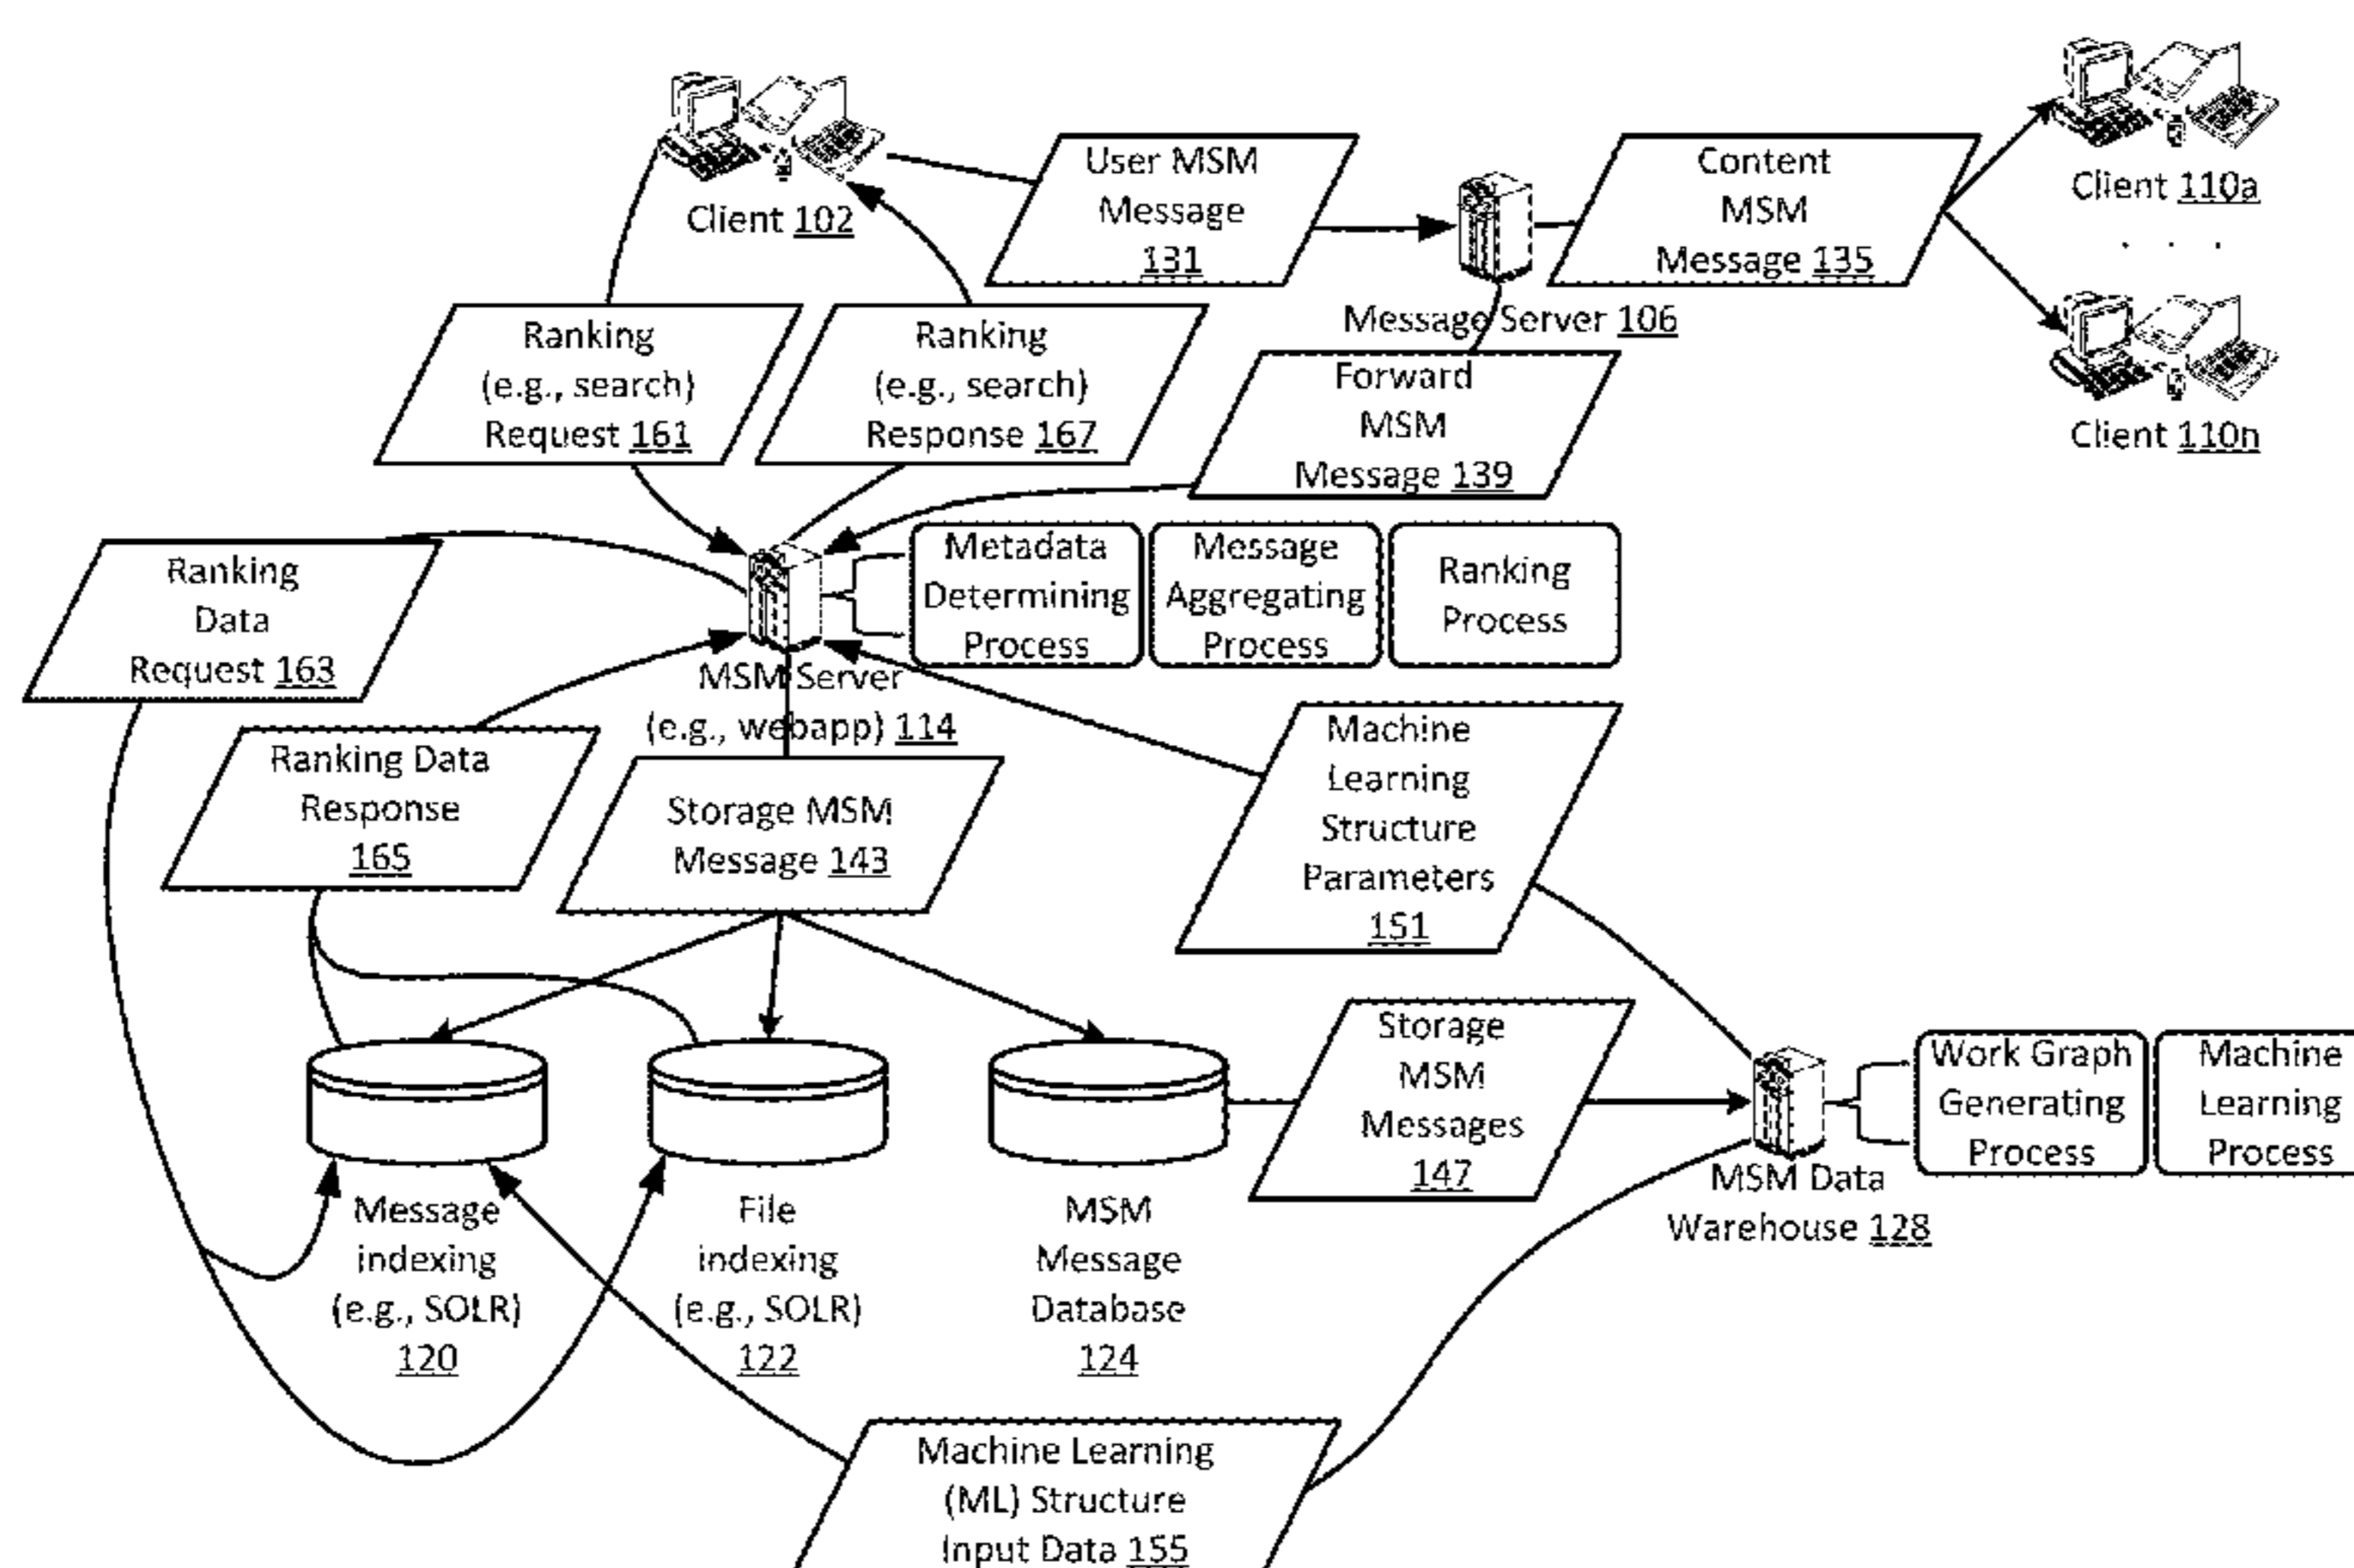 Client 102
User MSM
Message
131
Content
MSM
Message 135
Client 110a
. . .
Client 110n
Message Server 106
Ranking
(e.g., search)
Request 161
Ranking
(e.g., search)
Response 167
Forward
MSM
Message 139
Ranking
Data
Request 163
MSM Server
(e.g., webapp) 114
Metadata
Determining
Process
Message
Aggregating
Process
Ranking
Process
Ranking Data
Response
165
Storage MSM
Message 143
Machine
Learning
Structure
Parameters
151
Message
indexing
(e.g., SOLR)
120
File
indexing
(e.g., SOLR)
122
MSM
Message
Database
124
Storage
MSM
Messages
147
MSM Data
Warehouse 128
Work Graph
Generating
Process
Machine
Learning
Process
Machine Learning
(ML) Structure
Input Data 155